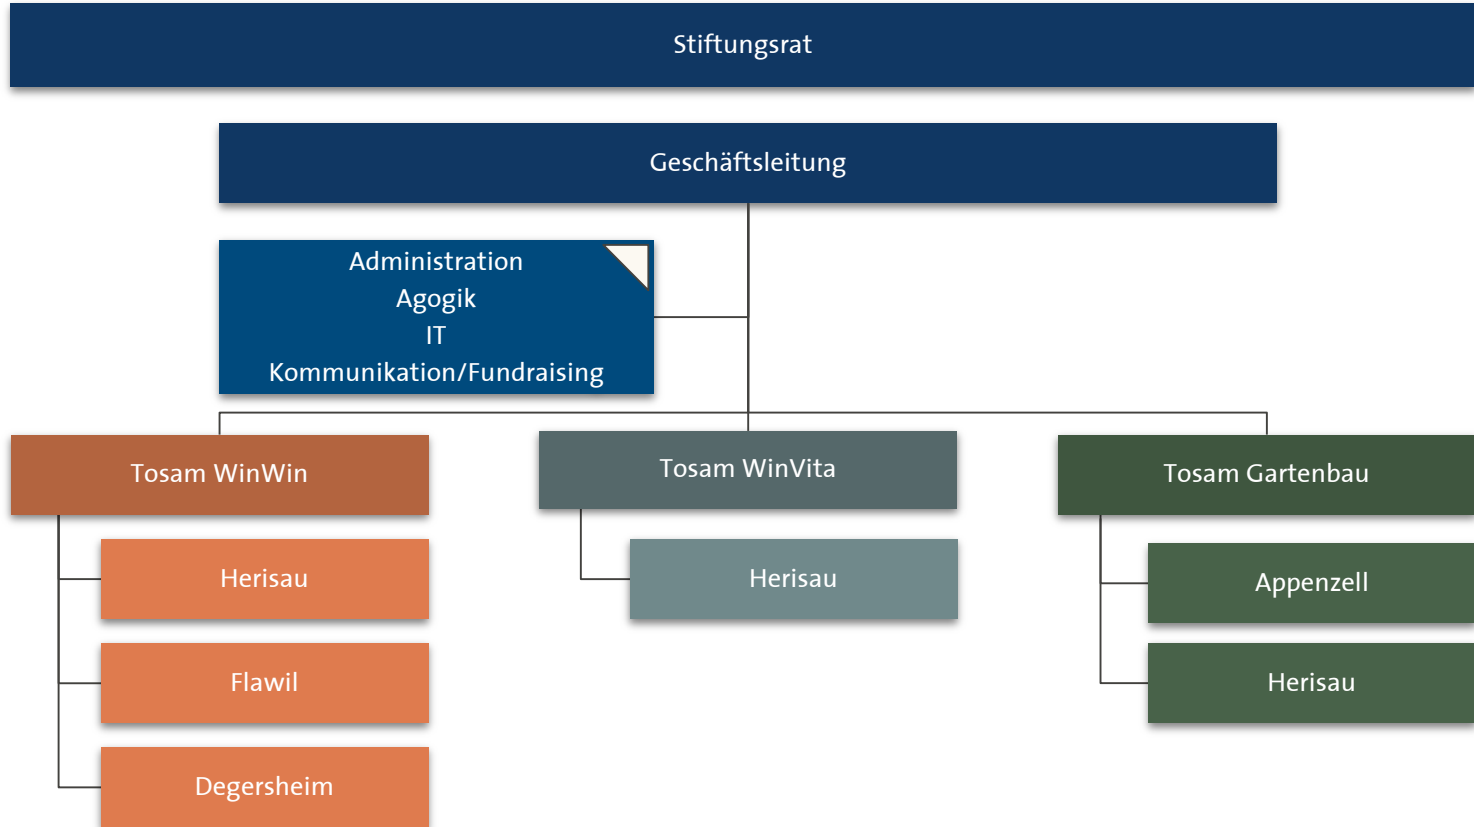 Stiftungsrat
Geschäftsleitung
Administration
Agogik
IT
Kommunikation/Fundraising
Tosam WinWin
Herisau
Flawil
Degersheim
Tosam WinVita
Herisau
Tosam Gartenbau
Appenzell
Herisau